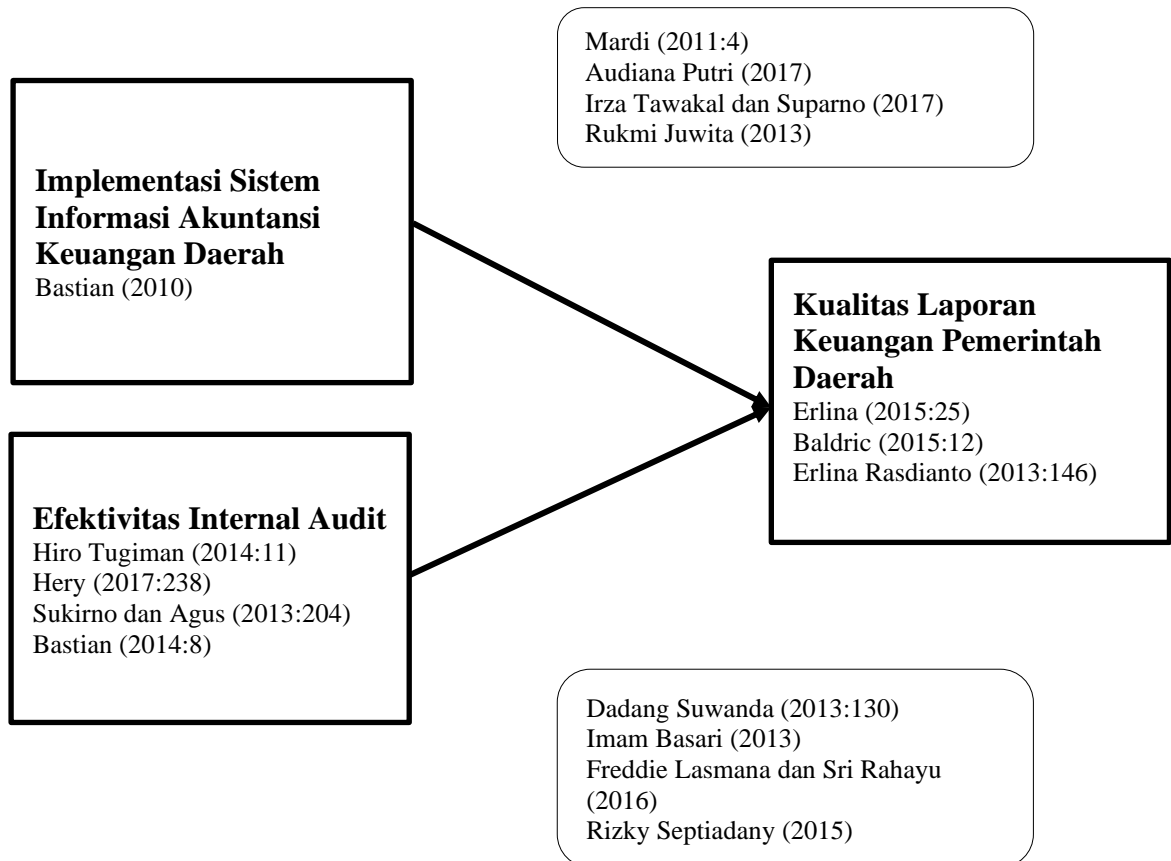 Mardi (2011:4)
Audiana Putri (2017)
Irza Tawakal dan Suparno (2017)
Rukmi Juwita (2013)
Implementasi Sistem
Informasi Akuntansi
Keuangan Daerah
Bastian (2010)
Kualitas Laporan
Keuangan Pemerintah
Daerah
Erlina (2015:25)
Baldric (2015:12)
Erlina Rasdianto (2013:146)
Efektivitas Internal Audit
Hiro Tugiman (2014:11)
Hery (2017:238)
Sukirno dan Agus (2013:204)
Bastian (2014:8)
Dadang Suwanda (2013:130)
Imam Basari (2013)
Freddie Lasmana dan Sri Rahayu
(2016)
Rizky Septiadany (2015)